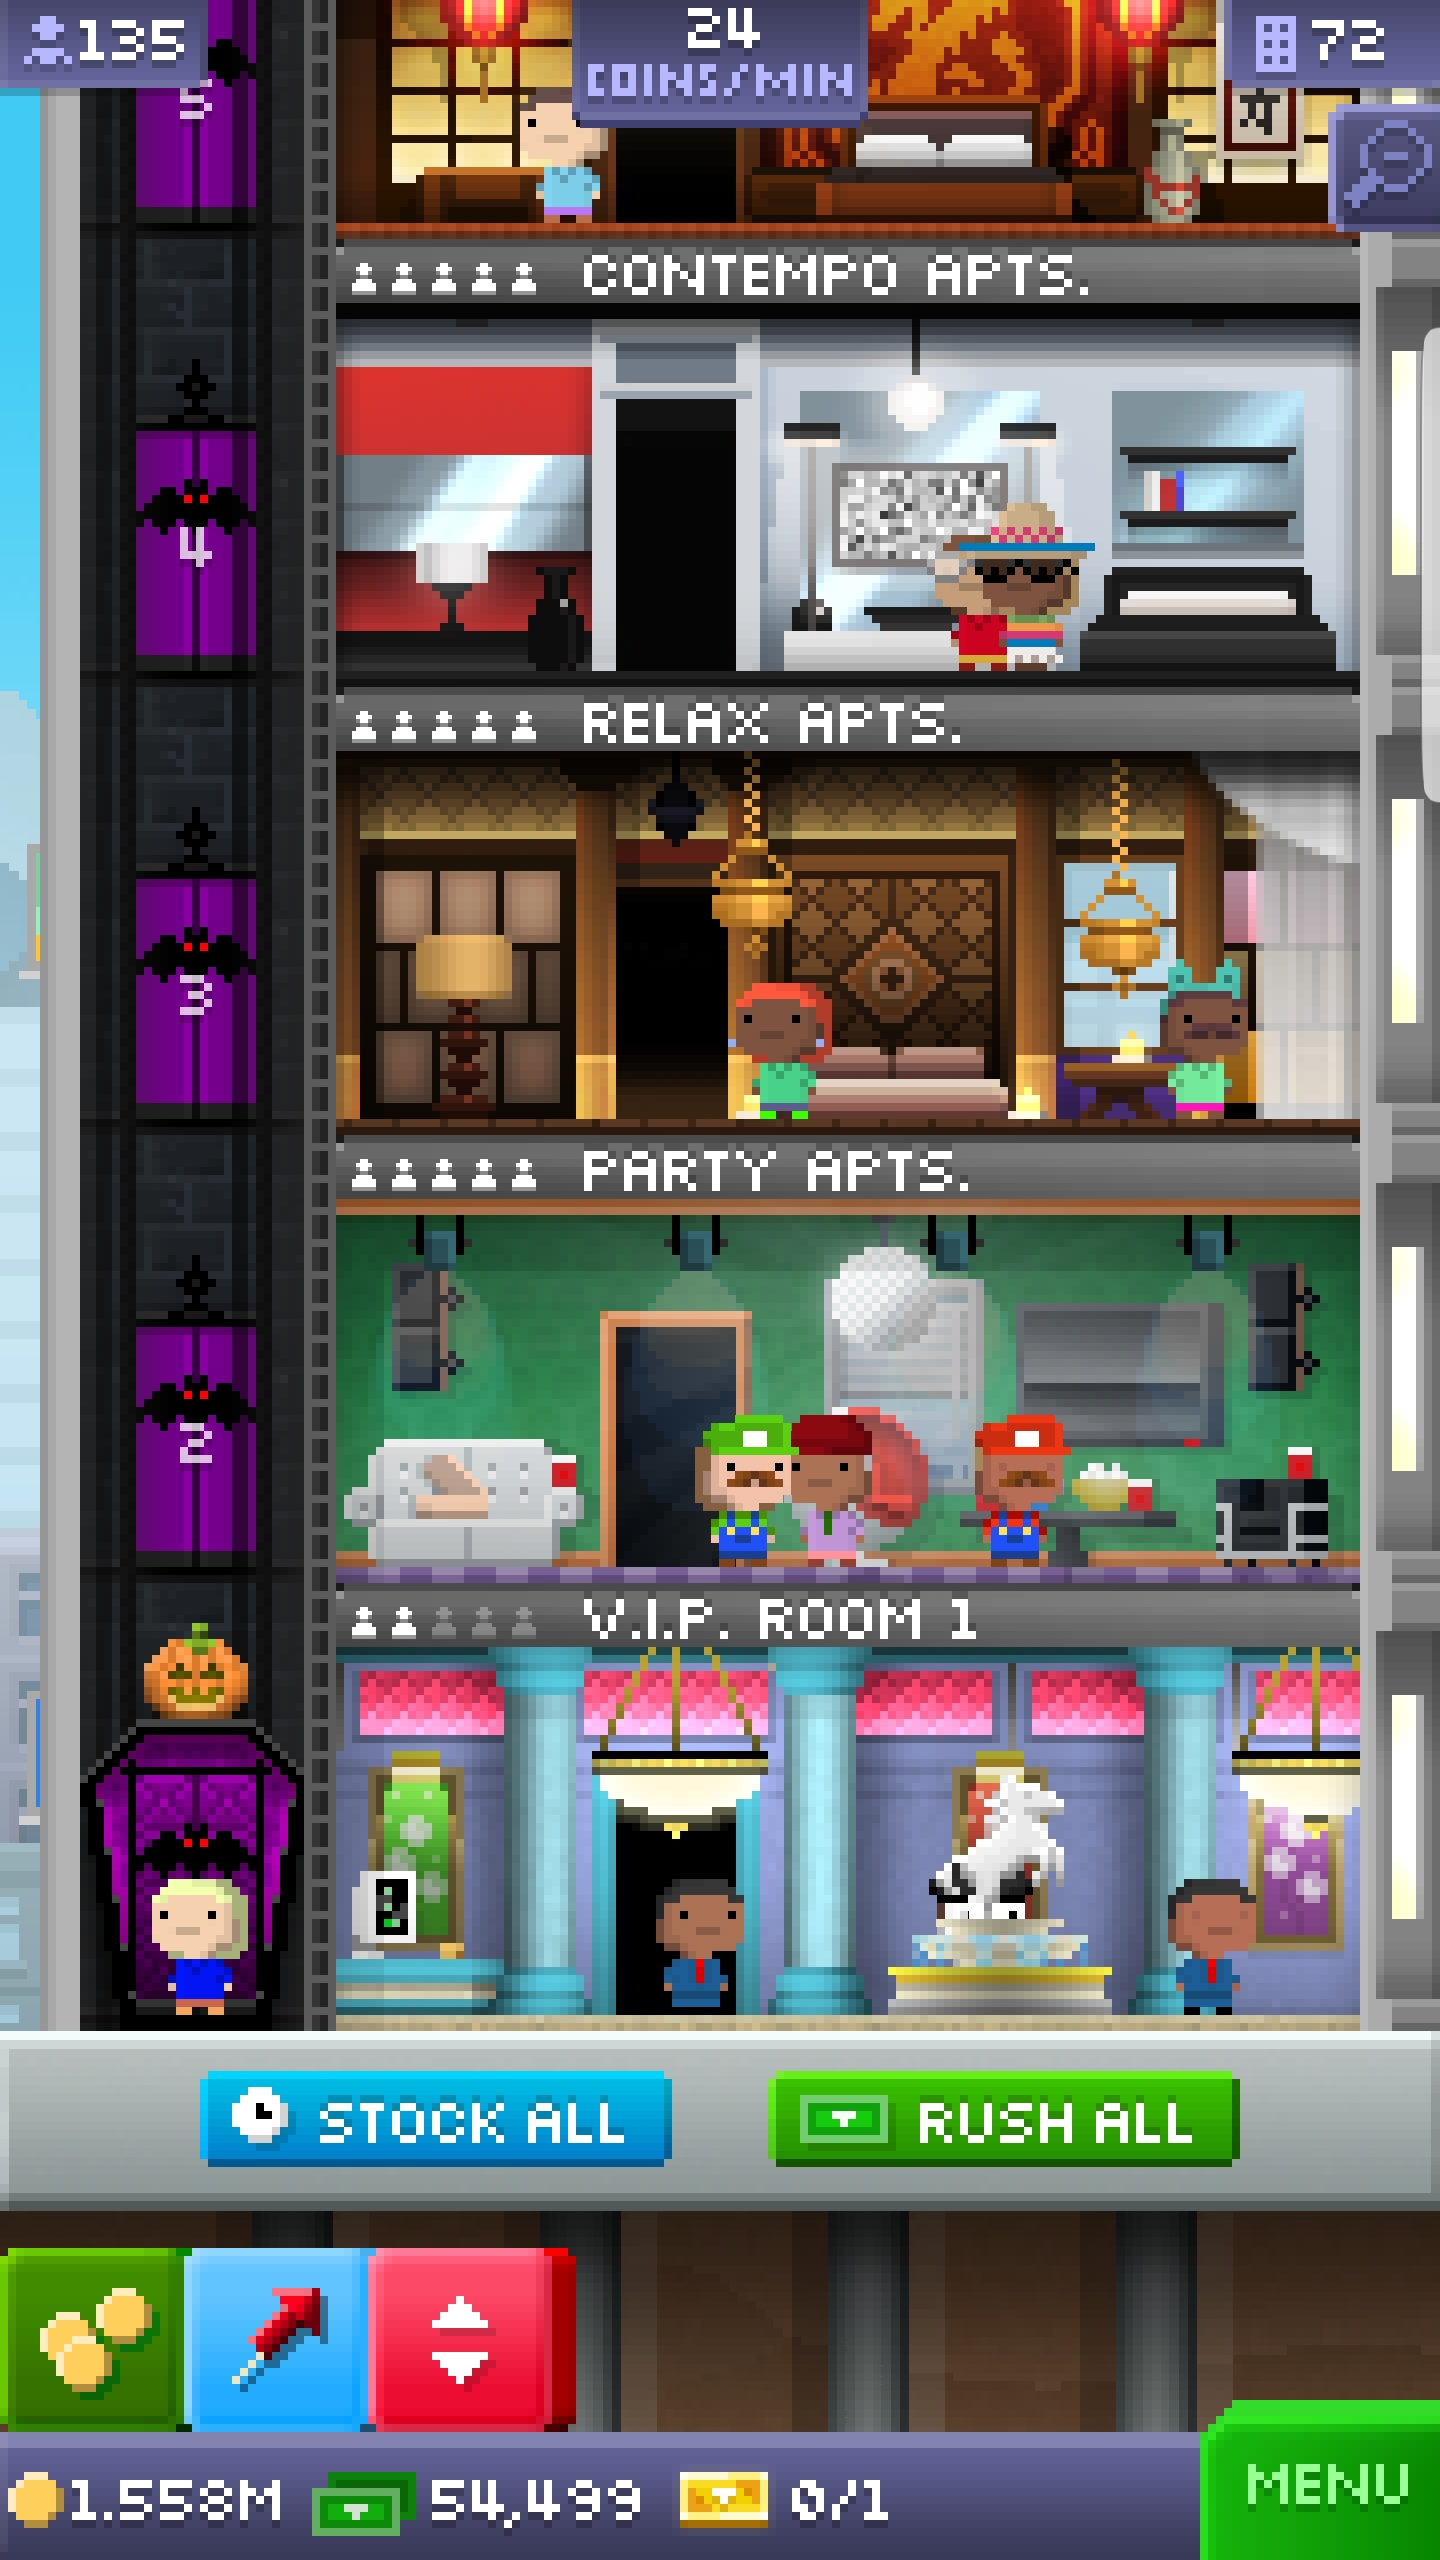 135
24
COINS/MIN
72
5
CONTEMPO APTS.
4
RELAX APTS.
3
PARTY APTS.
2
V.I.P. ROOM 1
STOCK ALL
RUSH ALL
1.558M
54,499
0/1
MENU